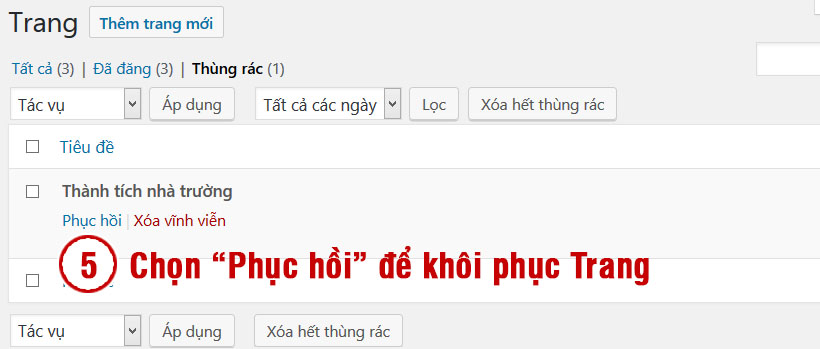 Trang Thêm trang mới
Tất cả (3) | Đã đăng (3) | Thùng rác (1)
Tác vụ Áp dụng Tất cả các ngày Lọc Xóa hết thùng rác
Tiêu đề
Thành tích nhà trường
Phục hồi | Xóa vĩnh viễn
5 Chọn “Phục hồi” để khôi phục Trang
Tác vụ Áp dụng Xóa hết thùng rác